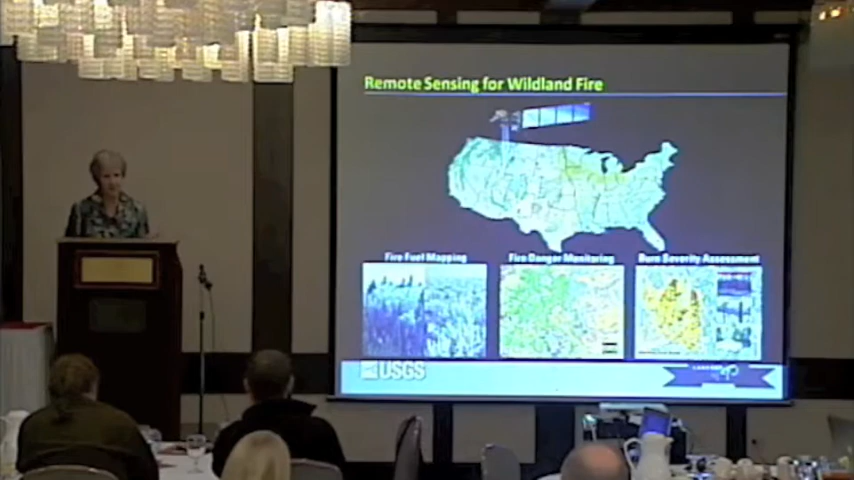 Remote Sensing for Wildland Fire
Fire Fuel Mapping
Fire Danger Monitoring
Burn Severity Assessment
USGS